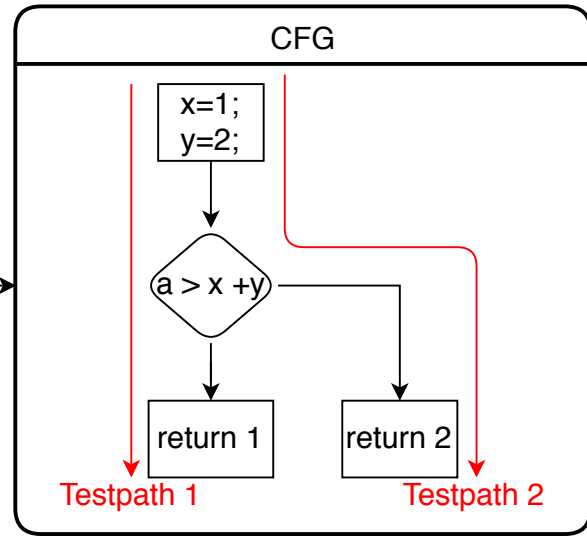 CFG
x=1;
y=2;
a > x +y
return 1
return 2
Testpath 1
Testpath 2